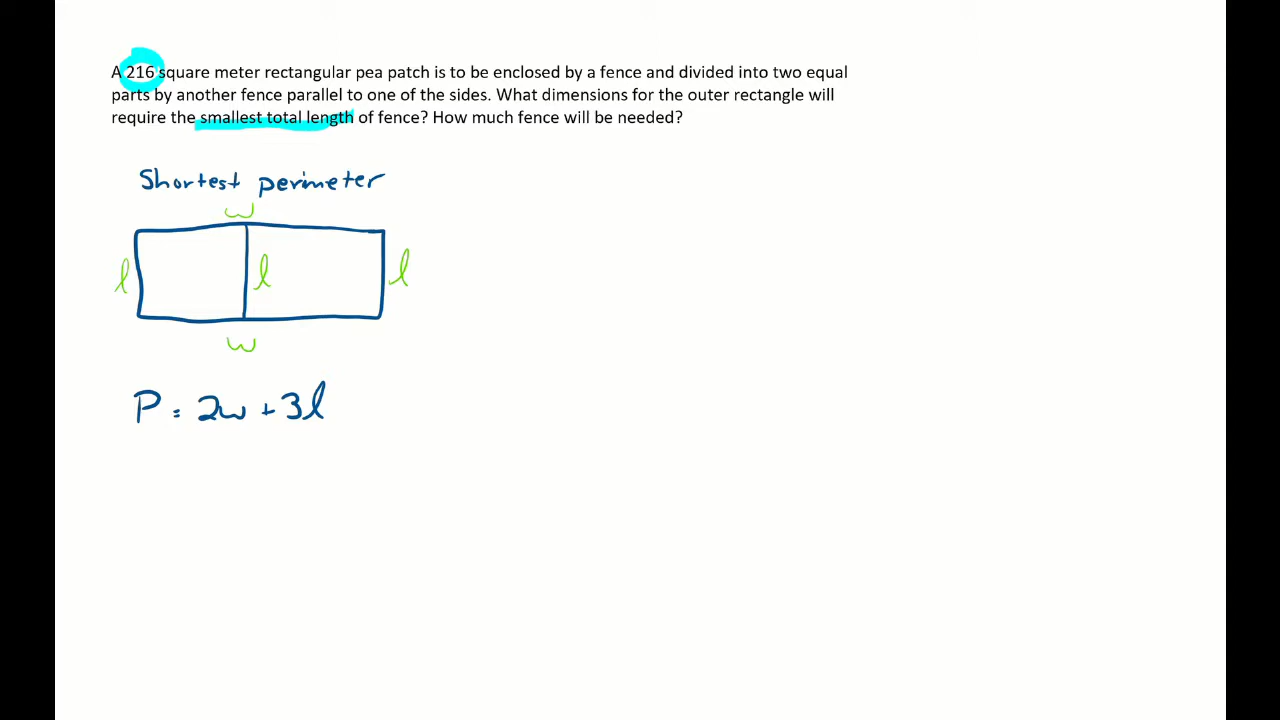 A 216 square meter rectangular pea patch is to be enclosed by a fence and divided into two equal
parts by another fence parallel to one of the sides. What dimensions for the outer rectangle will
require the smallest total length of fence? How much fence will be needed?
Shortest perimeter
w
l l l
w
P = 2w + 3l